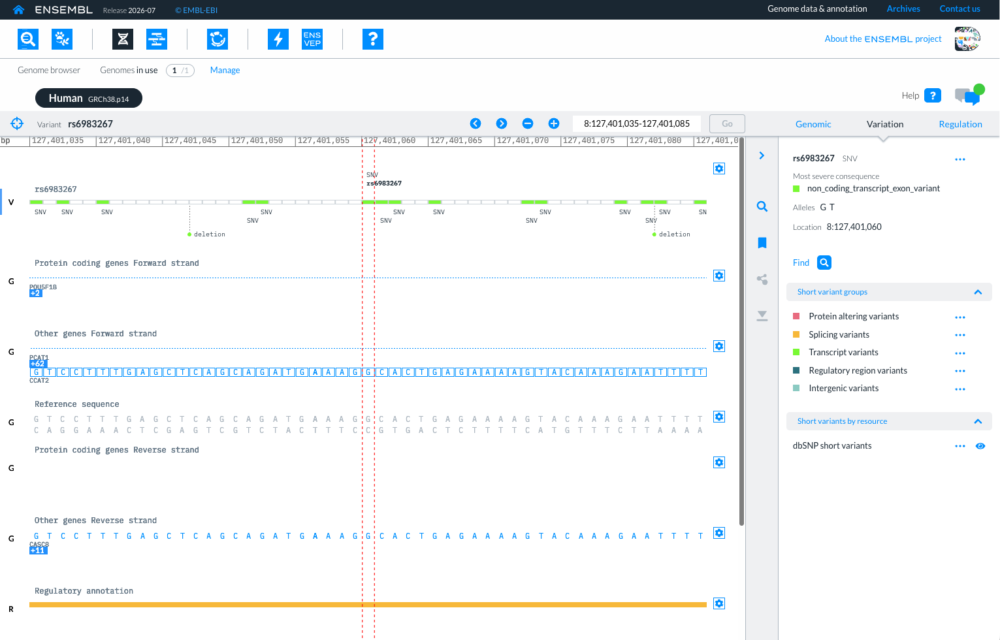 ENSEMBL Release 2026-07 © EMBL-EBI Genome data & annotation Archives Contact us
ENS VEP ? About the ENSEMBL project
Genome browser Genomes in use 1 /1 Manage
Human GRCh38.p14 Help ?
Variant rs6983267 8:127,401,035-127,401,085 Go Genomic Variation Regulation
bp 127,401,035 127,401,040 127,401,045 127,401,050 127,401,055 127,401,060 127,401,065 127,401,070 127,401,075 127,401,080 127,401,0
SNV
rs6983267
rs6983267
V
SNV SNV SNV SNV SNV SNV SNV SNV SNV SN
SNV SNV SNV SNV
deletion deletion
Protein coding genes Forward strand
G
POU5F1B
+2
Other genes Forward strand
G
PCAT1
+62
G T C C T T T G A G C T C A G C A G A T G A A A G G C A C T G A G A A A A G T A C A A A G A A T T T T
CCAT2
Reference sequence
G T C C T T T G A G C T C A G C A G A T G A A A G G C A C T G A G A A A A G T A C A A A G A A T T T T
G
C A G G A A A C T C G A G T C G T C T A C T T T C C G T G A C T C T T T T C A T G T T T C T T A A A A
Protein coding genes Reverse strand
G
Other genes Reverse strand
G
G T C C T T T G A G C T C A G C A G A T G A A A G G C A C T G A G A A A A G T A C A A A G A A T T T T
CASC8
+11
Regulatory annotation
R
rs6983267 SNV
Most severe consequence
non_coding_transcript_exon_variant
Alleles G T
Location 8:127,401,060
Find
Short variant groups
Protein altering variants
Splicing variants
Transcript variants
Regulatory region variants
Intergenic variants
Short variants by resource
dbSNP short variants